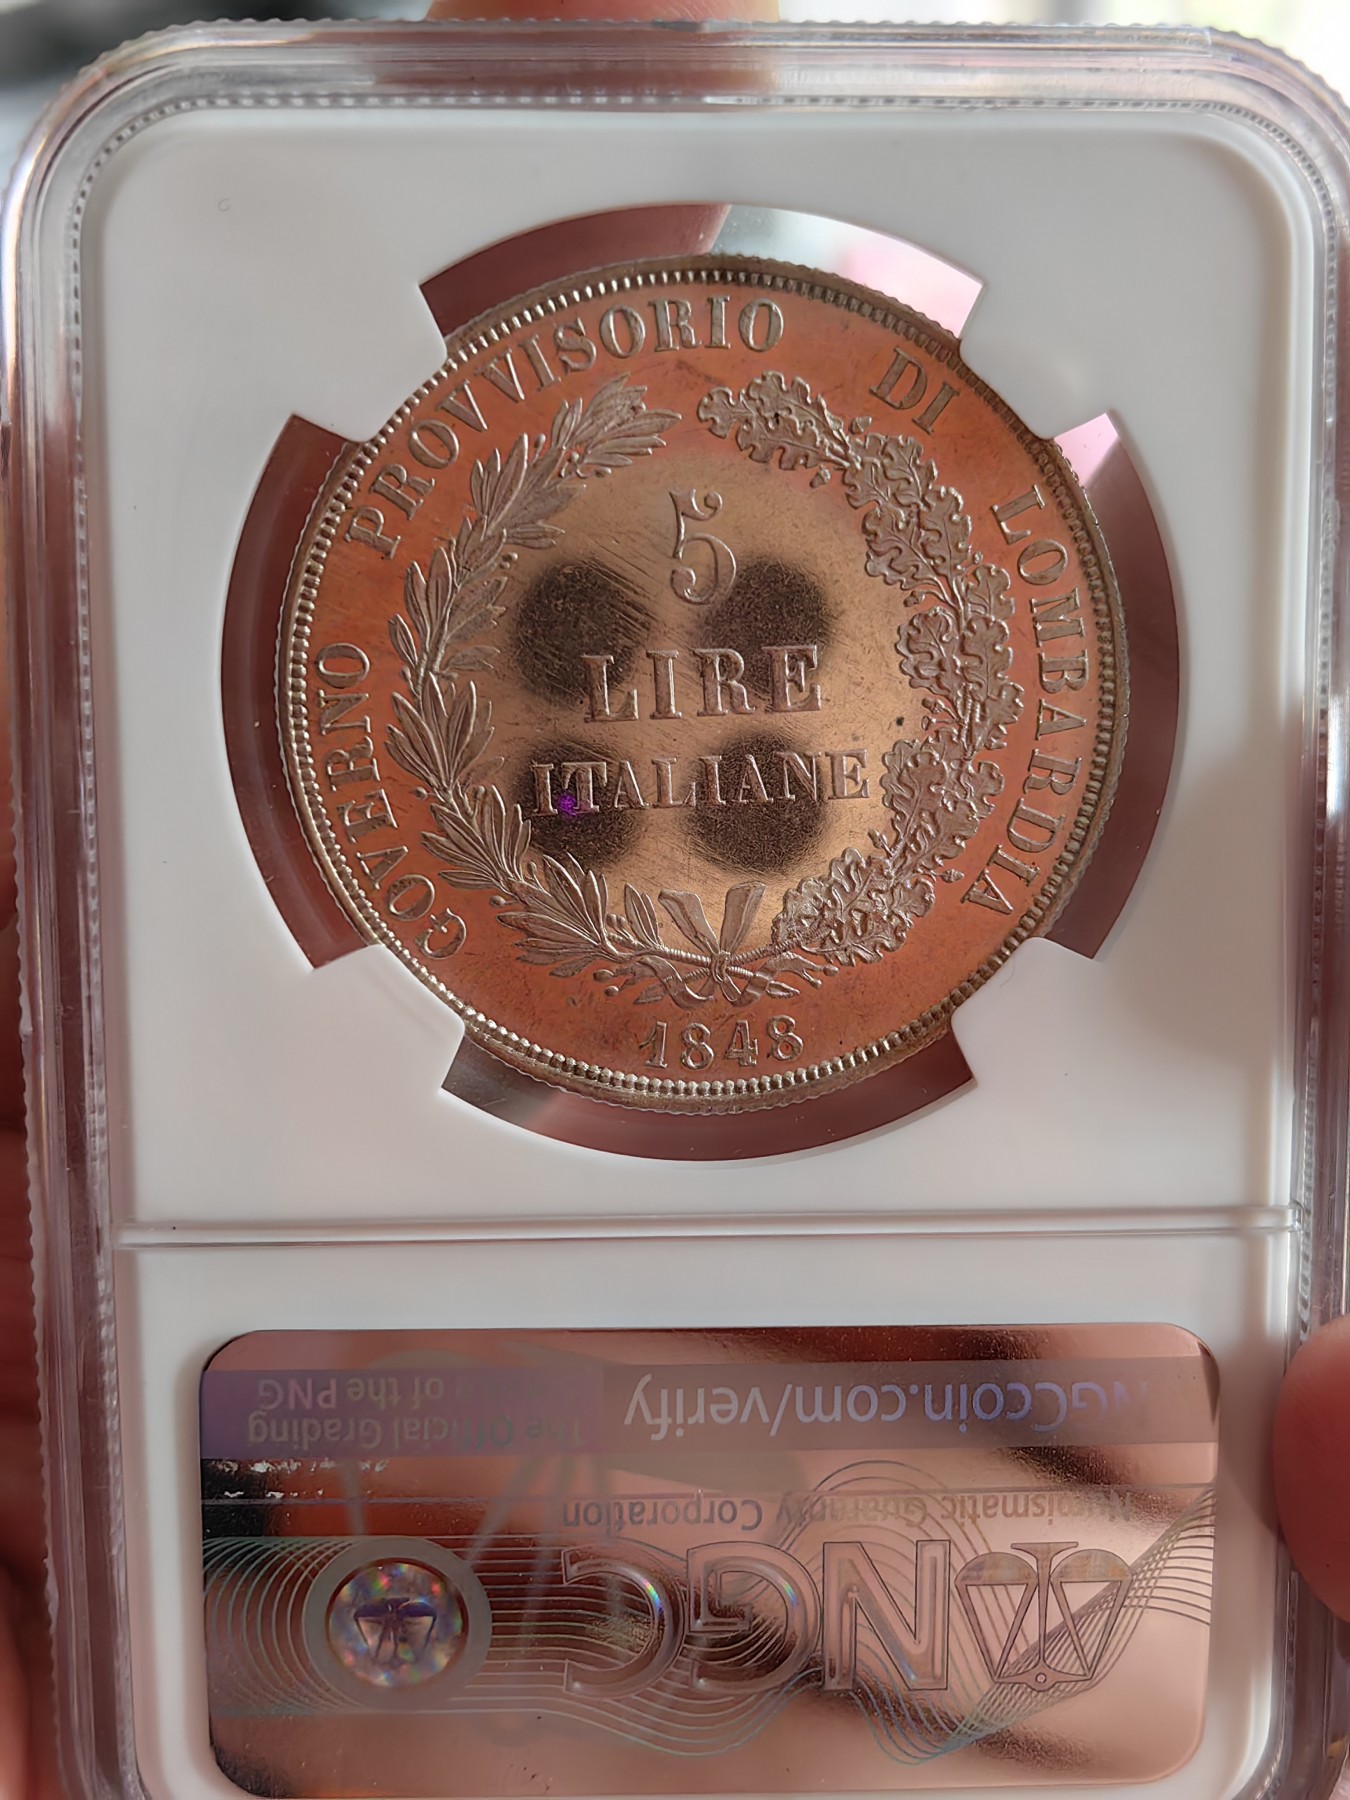 GOVERNO PROVVISORIO DI LOMBARDIA
5
LIRE
ITALIANE
1848
NGC
Numismatic Guaranty Corporation
NGCcoin.com/verify
The Official Grading
of the PNG